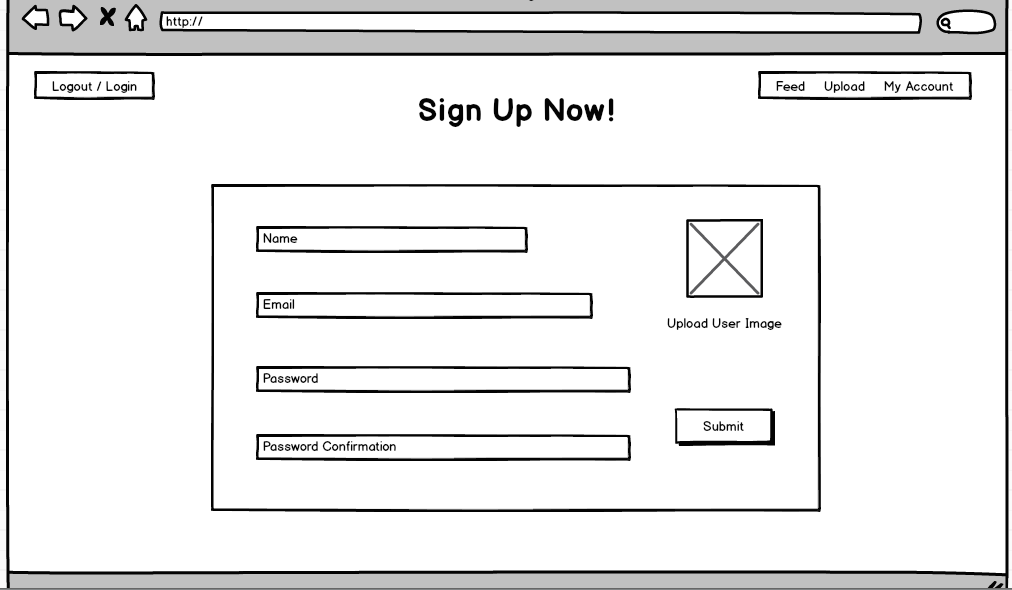 http://
Logout / Login
Feed Upload My Account
Sign Up Now!
Name
Email
Upload User Image
Password
Submit
Password Confirmation